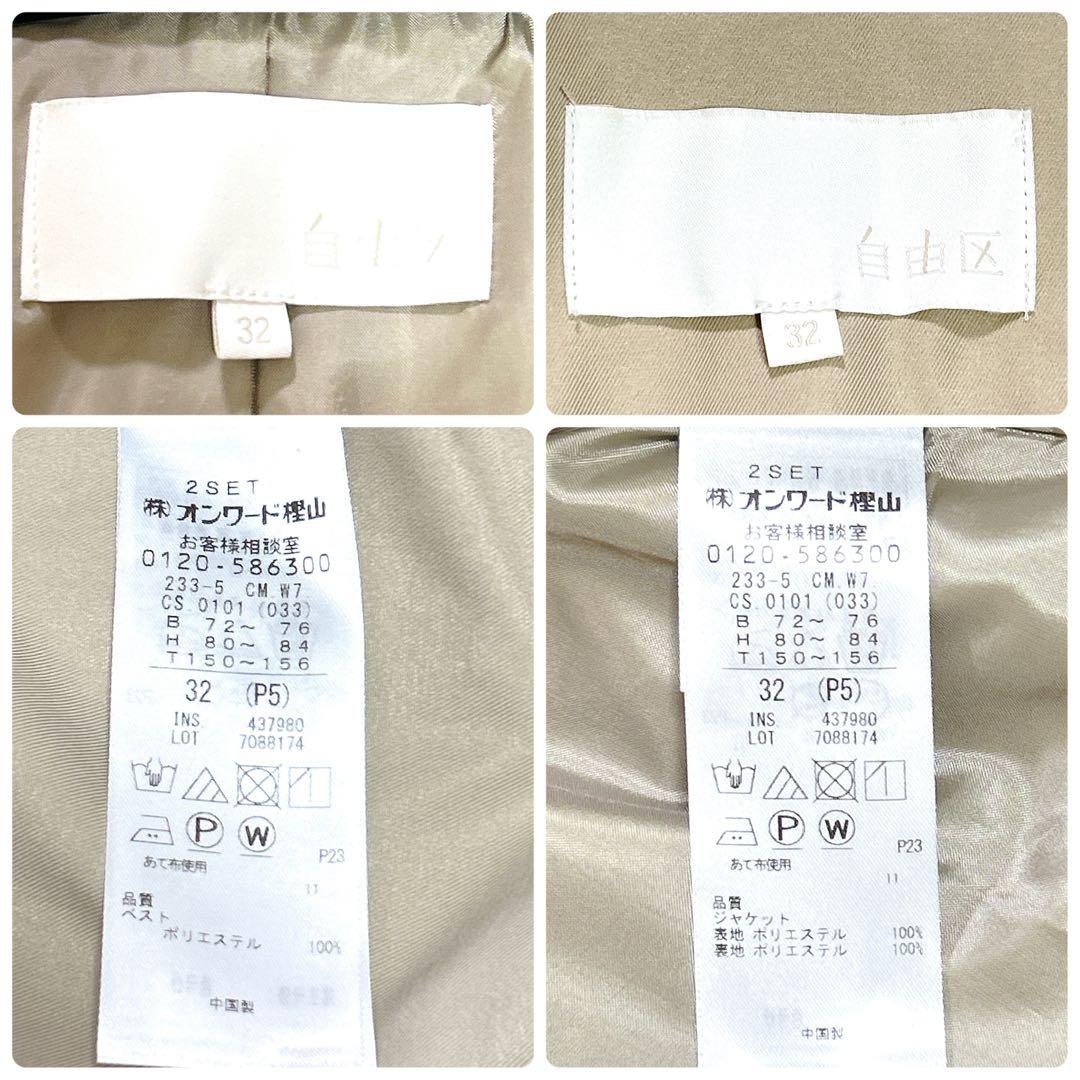 自由区
32
自由区
32
2SET
(株)オンワード樫山
お客様相談室
0120-586300
233-5 CM.W7
CS.0101(033)
B 72～ 76
H 80～ 84
T150～156
32 (P5)
INS. 437980
LOT 7088174
P W
あて布使用
P23
11
品質
ベスト
ポリエステル 100%
中国製
2SET
(株)オンワード樫山
お客様相談室
0120-586300
233-5 CM.W7
CS.0101(033)
B 72～ 76
H 80～ 84
T150～156
32 (P5)
INS. 437980
LOT 7088174
P W
あて布使用
P23
11
品質
ジャケット
表地 ポリエステル 100%
裏地 ポリエステル 100%
中国製